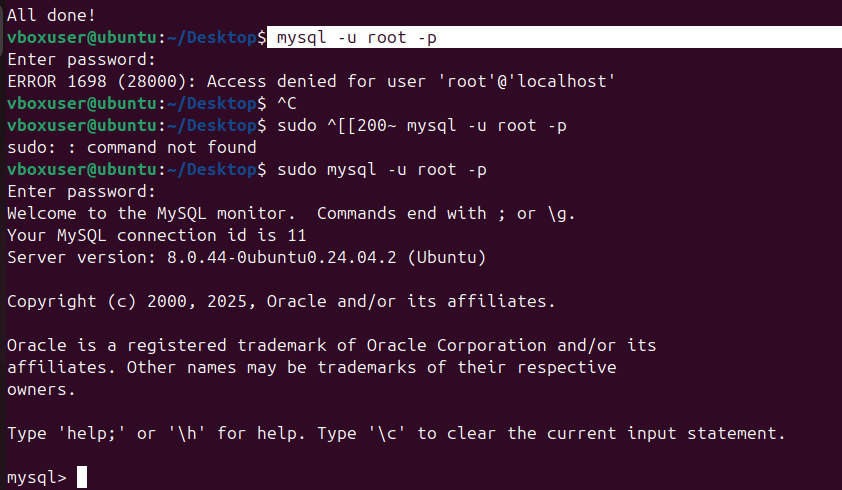 All done!
vboxuser@ubuntu:~/Desktop$ mysql -u root -p
Enter password:
ERROR 1698 (28000): Access denied for user 'root'@'localhost'
vboxuser@ubuntu:~/Desktop$ ^C
vboxuser@ubuntu:~/Desktop$ sudo ^[[200~ mysql -u root -p
sudo: : command not found
vboxuser@ubuntu:~/Desktop$ sudo mysql -u root -p
Enter password:
Welcome to the MySQL monitor.  Commands end with ; or \g.
Your MySQL connection id is 11
Server version: 8.0.44-0ubuntu0.24.04.2 (Ubuntu)

Copyright (c) 2000, 2025, Oracle and/or its affiliates.

Oracle is a registered trademark of Oracle Corporation and/or its
affiliates. Other names may be trademarks of their respective
owners.

Type 'help;' or '\h' for help. Type '\c' to clear the current input statement.

mysql>